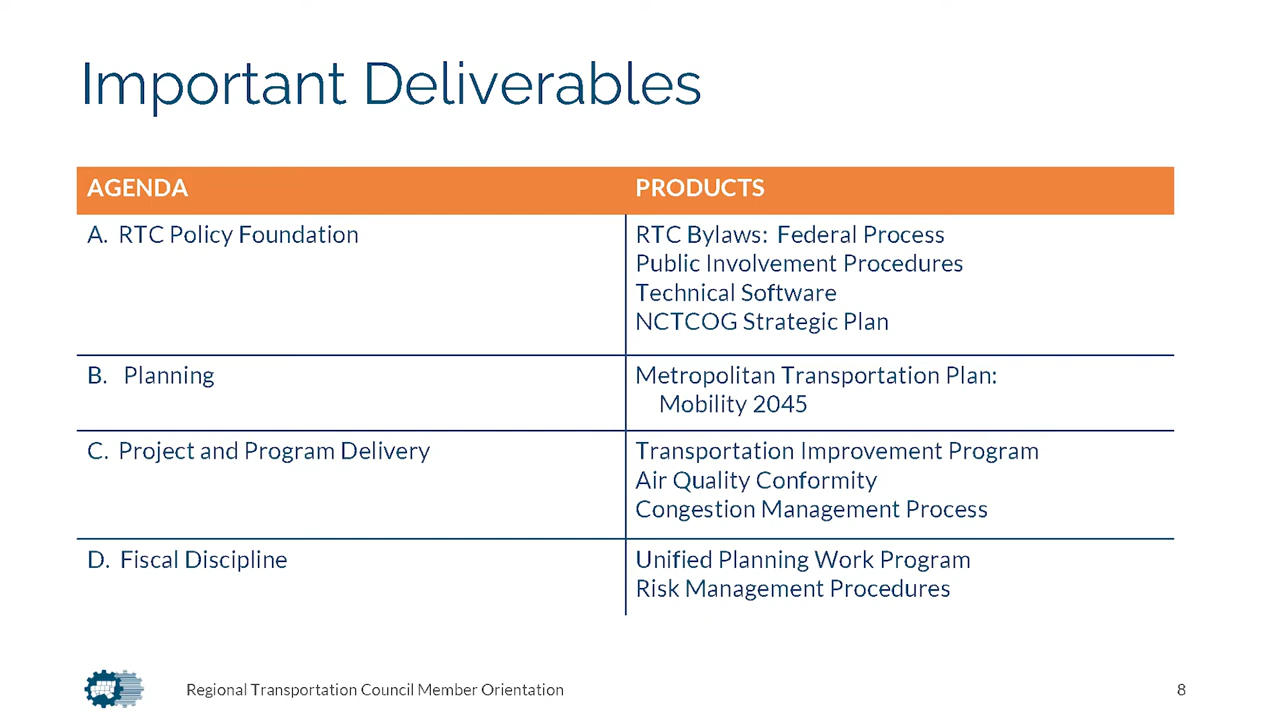 Important Deliverables
AGENDA
PRODUCTS
A. RTC Policy Foundation
RTC Bylaws: Federal Process
Public Involvement Procedures
Technical Software
NCTCOG Strategic Plan
B. Planning
Metropolitan Transportation Plan:
Mobility 2045
C. Project and Program Delivery
Transportation Improvement Program
Air Quality Conformity
Congestion Management Process
D. Fiscal Discipline
Unified Planning Work Program
Risk Management Procedures
Regional Transportation Council Member Orientation
8